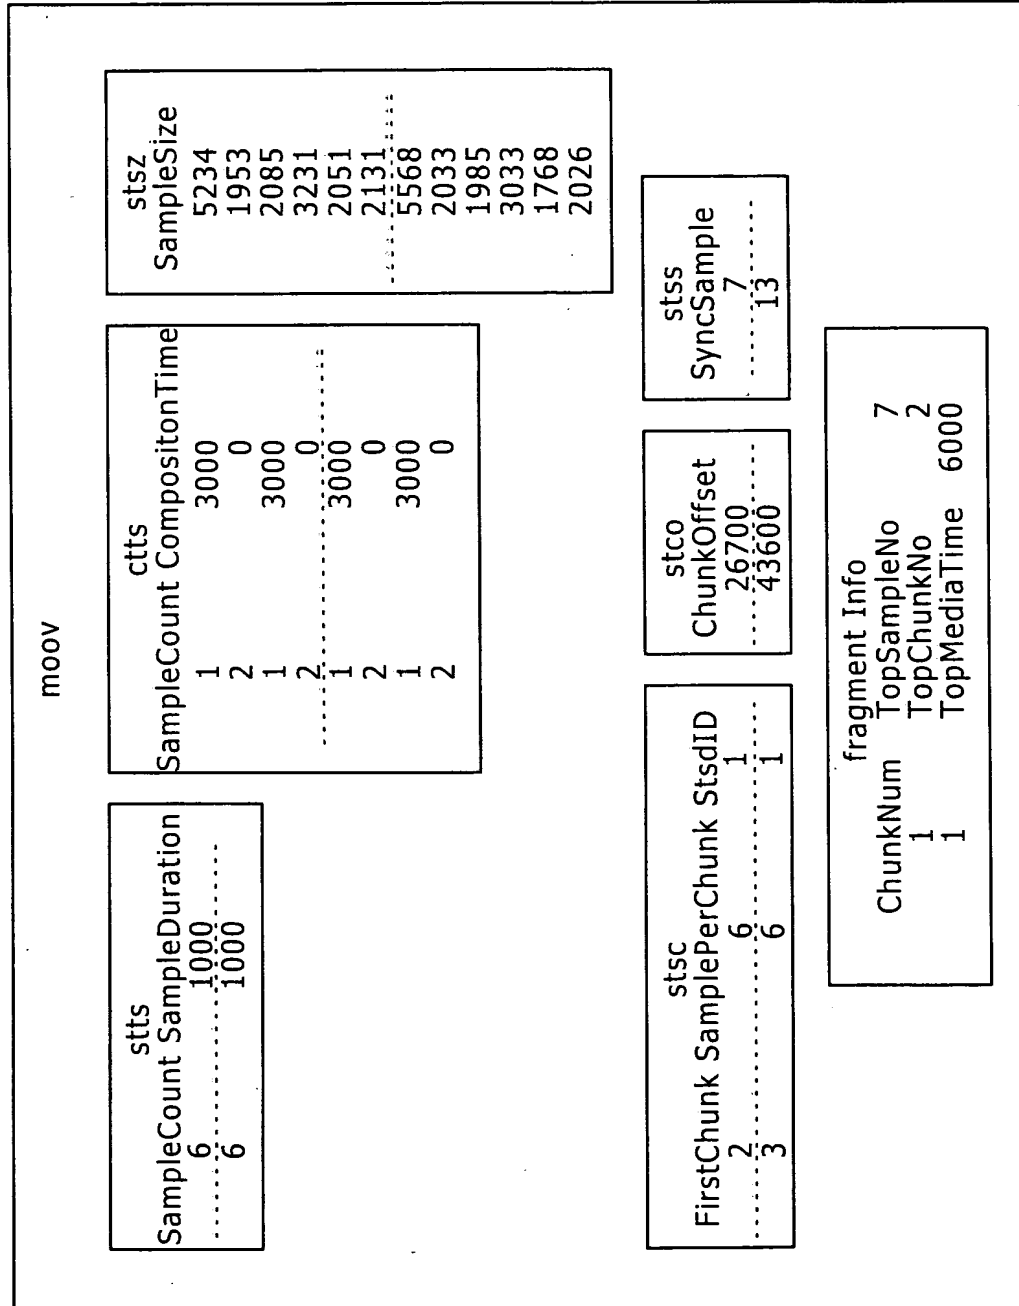 moov
stts
SampleCount SampleDuration
6 1000
6 1000
ctts
SampleCount CompositonTime
1 3000
2 0
1 3000
2 0
1 3000
2 0
1 3000
2 0
stsz
SampleSize
5234
1953
2085
3231
2051
2131
5568
2033
1985
3033
1768
2026
stsc
FirstChunk SamplePerChunk StsdID
2 6 1
3 6 1
stco
ChunkOffset
26700
43600
stss
SyncSample
7
13
fragment Info
ChunkNum TopSampleNo 7
1 TopChunkNo 2
1 TopMediaTime 6000